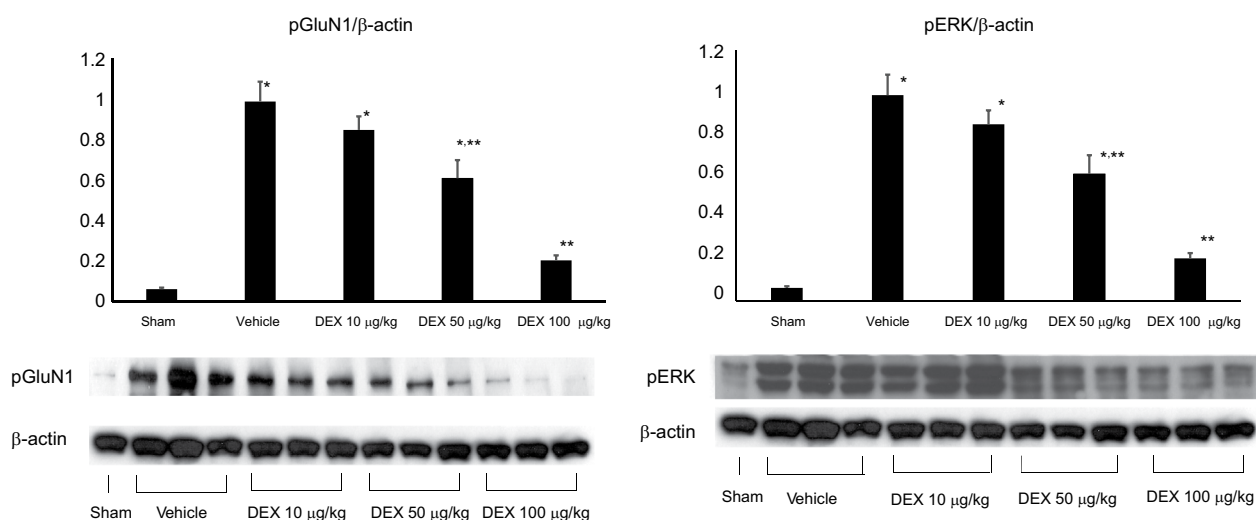 pGluN1/β-actin
1.2
1
0.8
0.6
0.4
0.2
0
*
*
*,**
**
Sham Vehicle DEX 10 µg/kg DEX 50 µg/kg DEX 100 µg/kg
pGluN1
β-actin
Sham Vehicle DEX 10 µg/kg DEX 50 µg/kg DEX 100 µg/kg
pERK/β-actin
1.2
1
0.8
0.6
0.4
0.2
0
*
*
*,**
**
Sham Vehicle DEX 10 µg/kg DEX 50 µg/kg DEX 100 µg/kg
pERK
β-actin
Sham Vehicle DEX 10 µg/kg DEX 50 µg/kg DEX 100 µg/kg